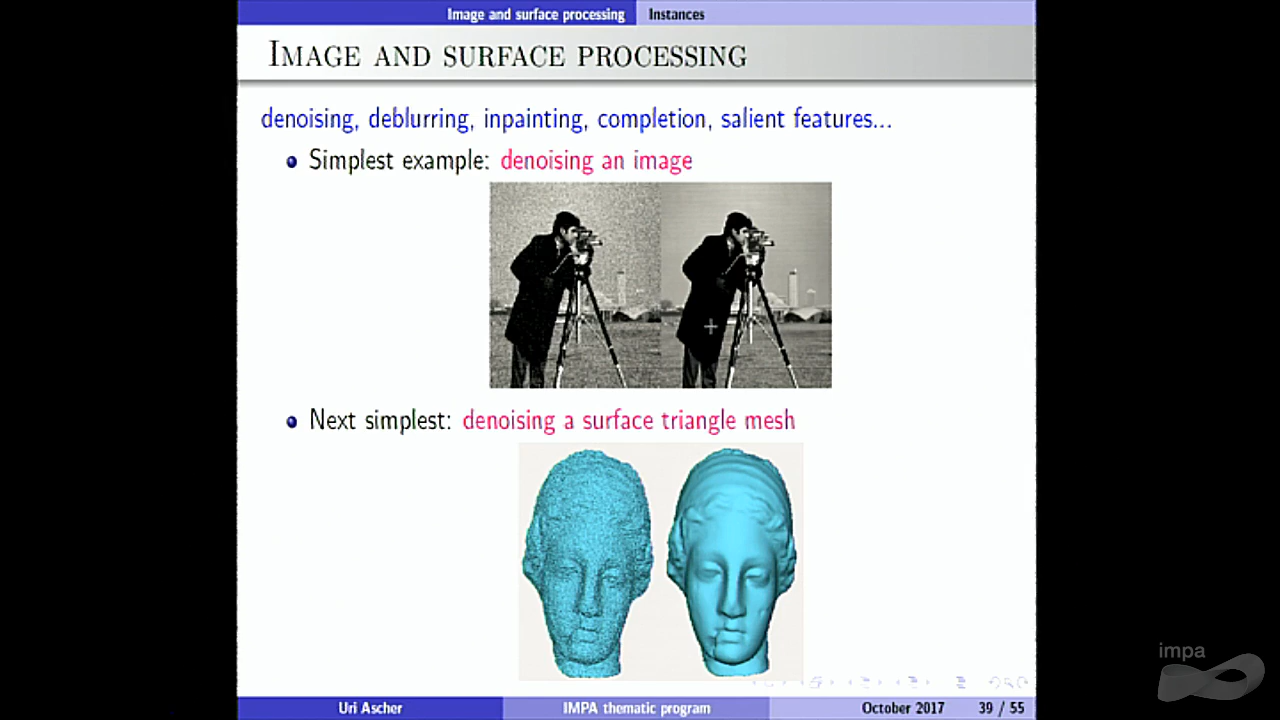 Image and surface processing Instances
Image and surface processing
denoising, deblurring, inpainting, completion, salient features...
Simplest example: denoising an image
Next simplest: denoising a surface triangle mesh
impa
Uri Ascher IMPA thematic program October 2017 39 / 55